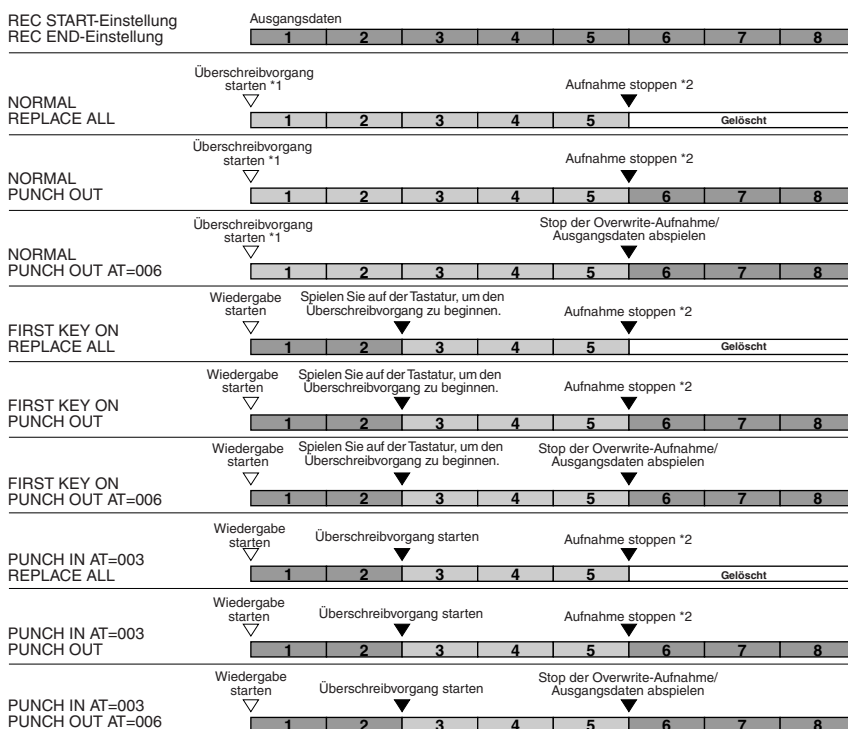 REC START-Einstellung
REC END-Einstellung
Ausgangsdaten
1 2 3 4 5 6 7 8
NORMAL
REPLACE ALL
Überschreibvorgang
starten *1
Aufnahme stoppen *2
1 2 3 4 5 Gelöscht
NORMAL
PUNCH OUT
Überschreibvorgang
starten *1
Aufnahme stoppen *2
1 2 3 4 5 6 7 8
NORMAL
PUNCH OUT AT=006
Überschreibvorgang
starten *1
Stop der Overwrite-Aufnahme/
Ausgangsdaten abspielen
1 2 3 4 5 6 7 8
FIRST KEY ON
REPLACE ALL
Wiedergabe
starten
Spielen Sie auf der Tastatur, um den
Überschreibvorgang zu beginnen.
Aufnahme stoppen *2
1 2 3 4 5 Gelöscht
FIRST KEY ON
PUNCH OUT
Wiedergabe
starten
Spielen Sie auf der Tastatur, um den
Überschreibvorgang zu beginnen.
Aufnahme stoppen *2
1 2 3 4 5 6 7 8
FIRST KEY ON
PUNCH OUT AT=006
Wiedergabe
starten
Spielen Sie auf der Tastatur, um den
Überschreibvorgang zu beginnen.
Stop der Overwrite-Aufnahme/
Ausgangsdaten abspielen
1 2 3 4 5 6 7 8
PUNCH IN AT=003
REPLACE ALL
Wiedergabe
starten
Überschreibvorgang starten
Aufnahme stoppen *2
1 2 3 4 5 Gelöscht
PUNCH IN AT=003
PUNCH OUT
Wiedergabe
starten
Überschreibvorgang starten
Aufnahme stoppen *2
1 2 3 4 5 6 7 8
PUNCH IN AT=003
PUNCH OUT AT=006
Wiedergabe
starten
Überschreibvorgang starten
Stop der Overwrite-Aufnahme/
Ausgangsdaten abspielen
1 2 3 4 5 6 7 8